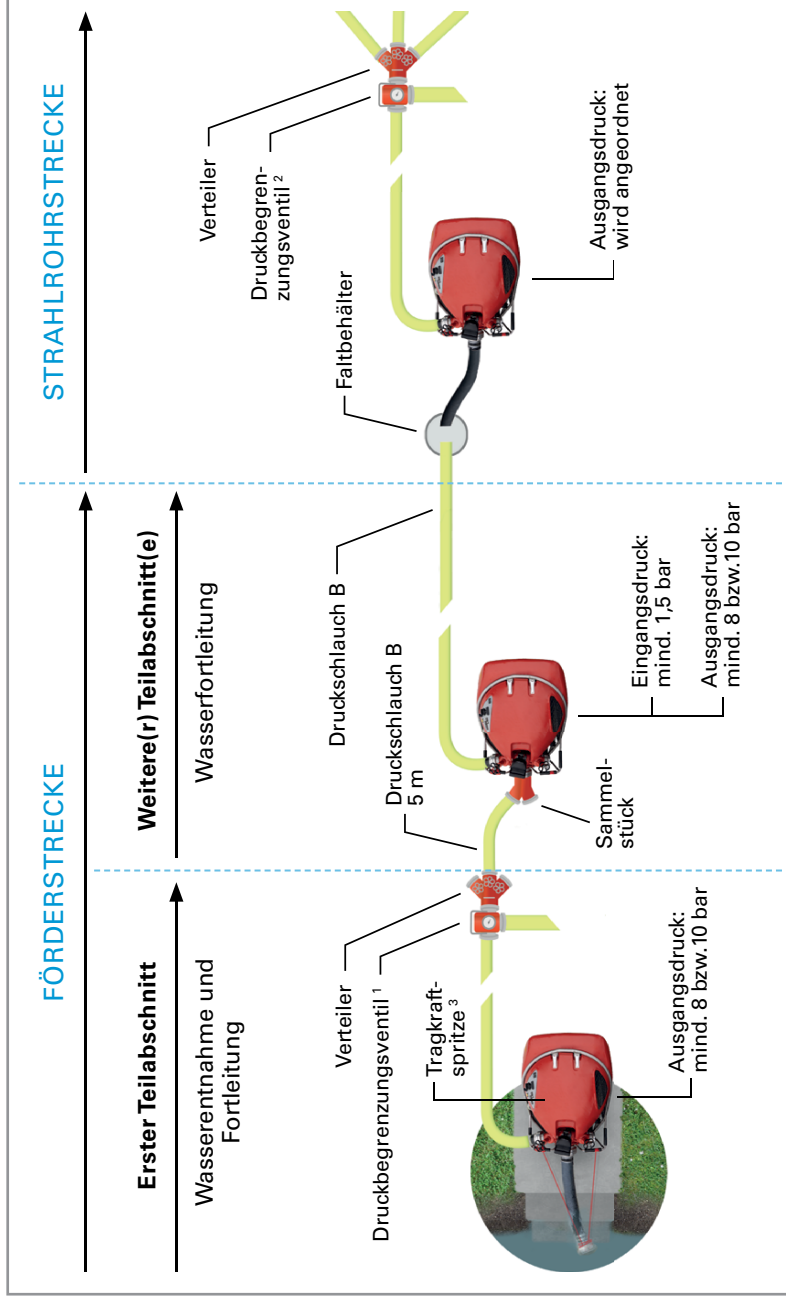 FÖRDERSTRECKE
STRAHLROHRSTRECKE
Erster Teilabschnitt
Wasserentnahme und
Fortleitung
Weitere(r) Teilabschnitt(e)
Wasserfortleitung
Verteiler
Druckbegrenzungsventil ¹
Tragkraft-
spritze ³
Ausgangsdruck:
mind. 8 bzw.10 bar
Druckschlauch B
5 m
Sammel-
stück
Druckschlauch B
Eingangsdruck:
mind. 1,5 bar
Ausgangsdruck:
mind. 8 bzw.10 bar
Faltbehälter
Verteiler
Druckbegren-
zungsventil ²
Ausgangsdruck:
wird angeordnet